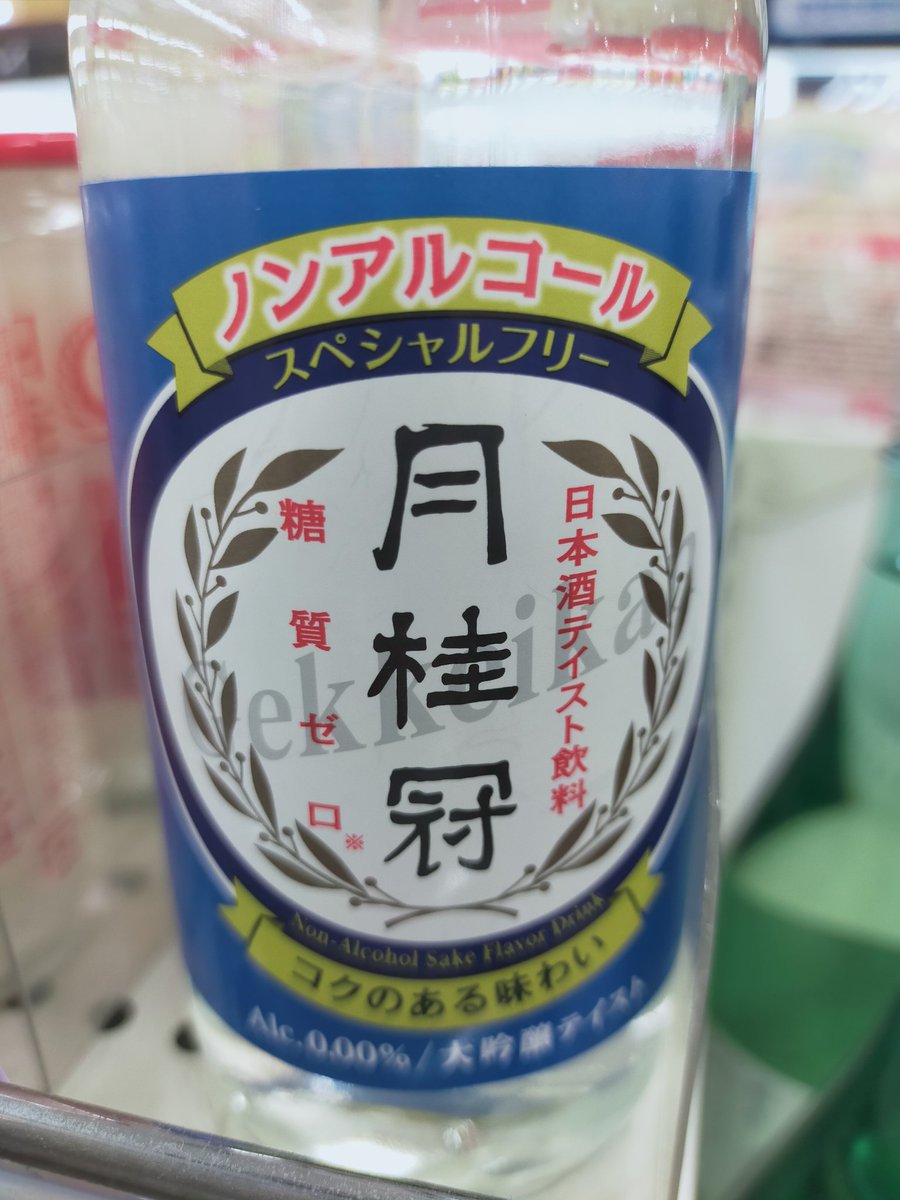 ノンアルコール
スペシャルフリー
日本酒テイスト飲料
月桂冠
糖質ゼロ※
Gekkeikan
Non-Alcohol Sake Flavor Drink
コクのある味わい
Alc.0.00%/大吟醸テイスト